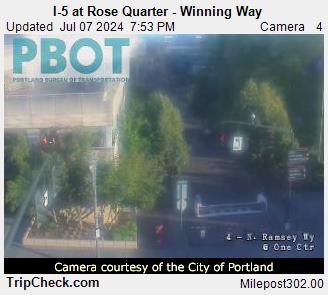 I-5 at Rose Quarter - Winning Way
Updated Jul 07 2024 7:53 PM Camera 4
PBOT
PORTLAND BUREAU OF TRANSPORTATION
4 - N. Ramsey Wy
@ One Ctr
Camera courtesy of the City of Portland
TripCheck.com Milepost302.00